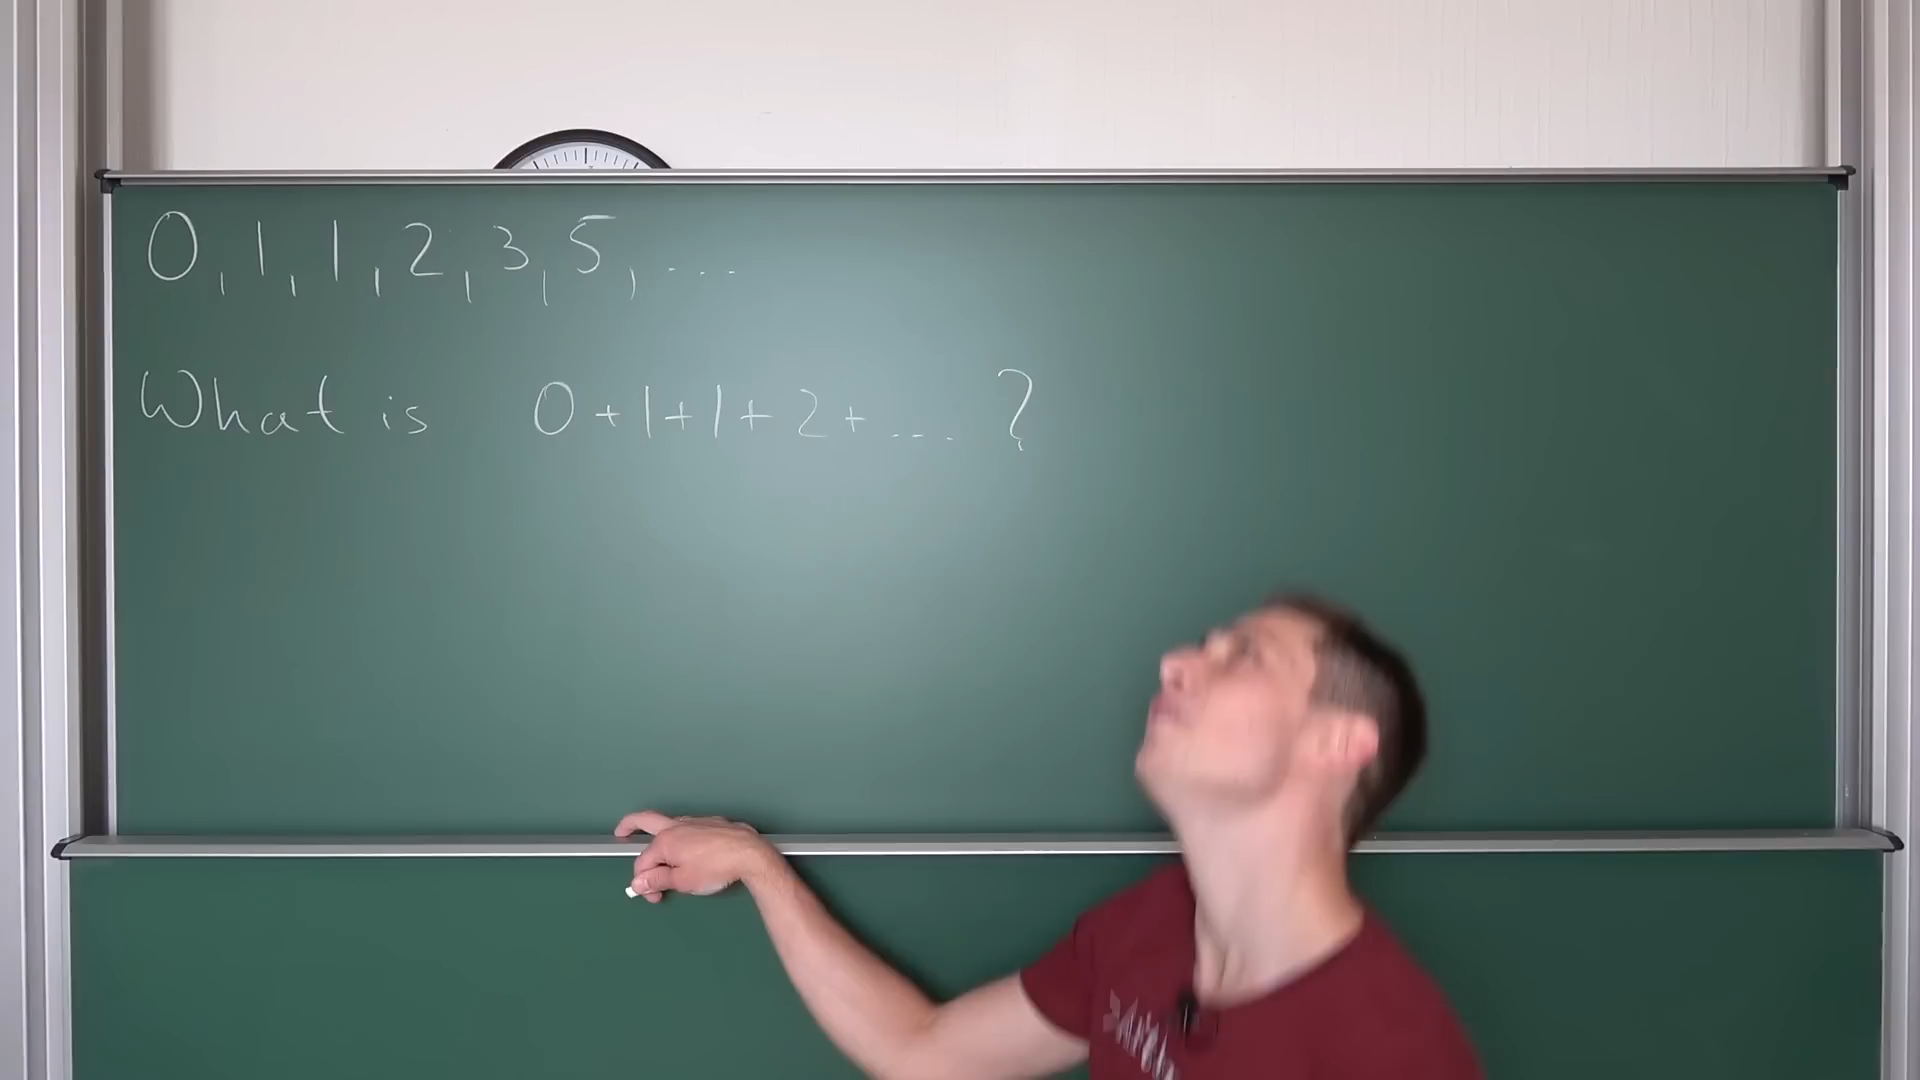 0, 1, 1, 2, 3, 5, ...
What is 0+1+1+2+ ... ?